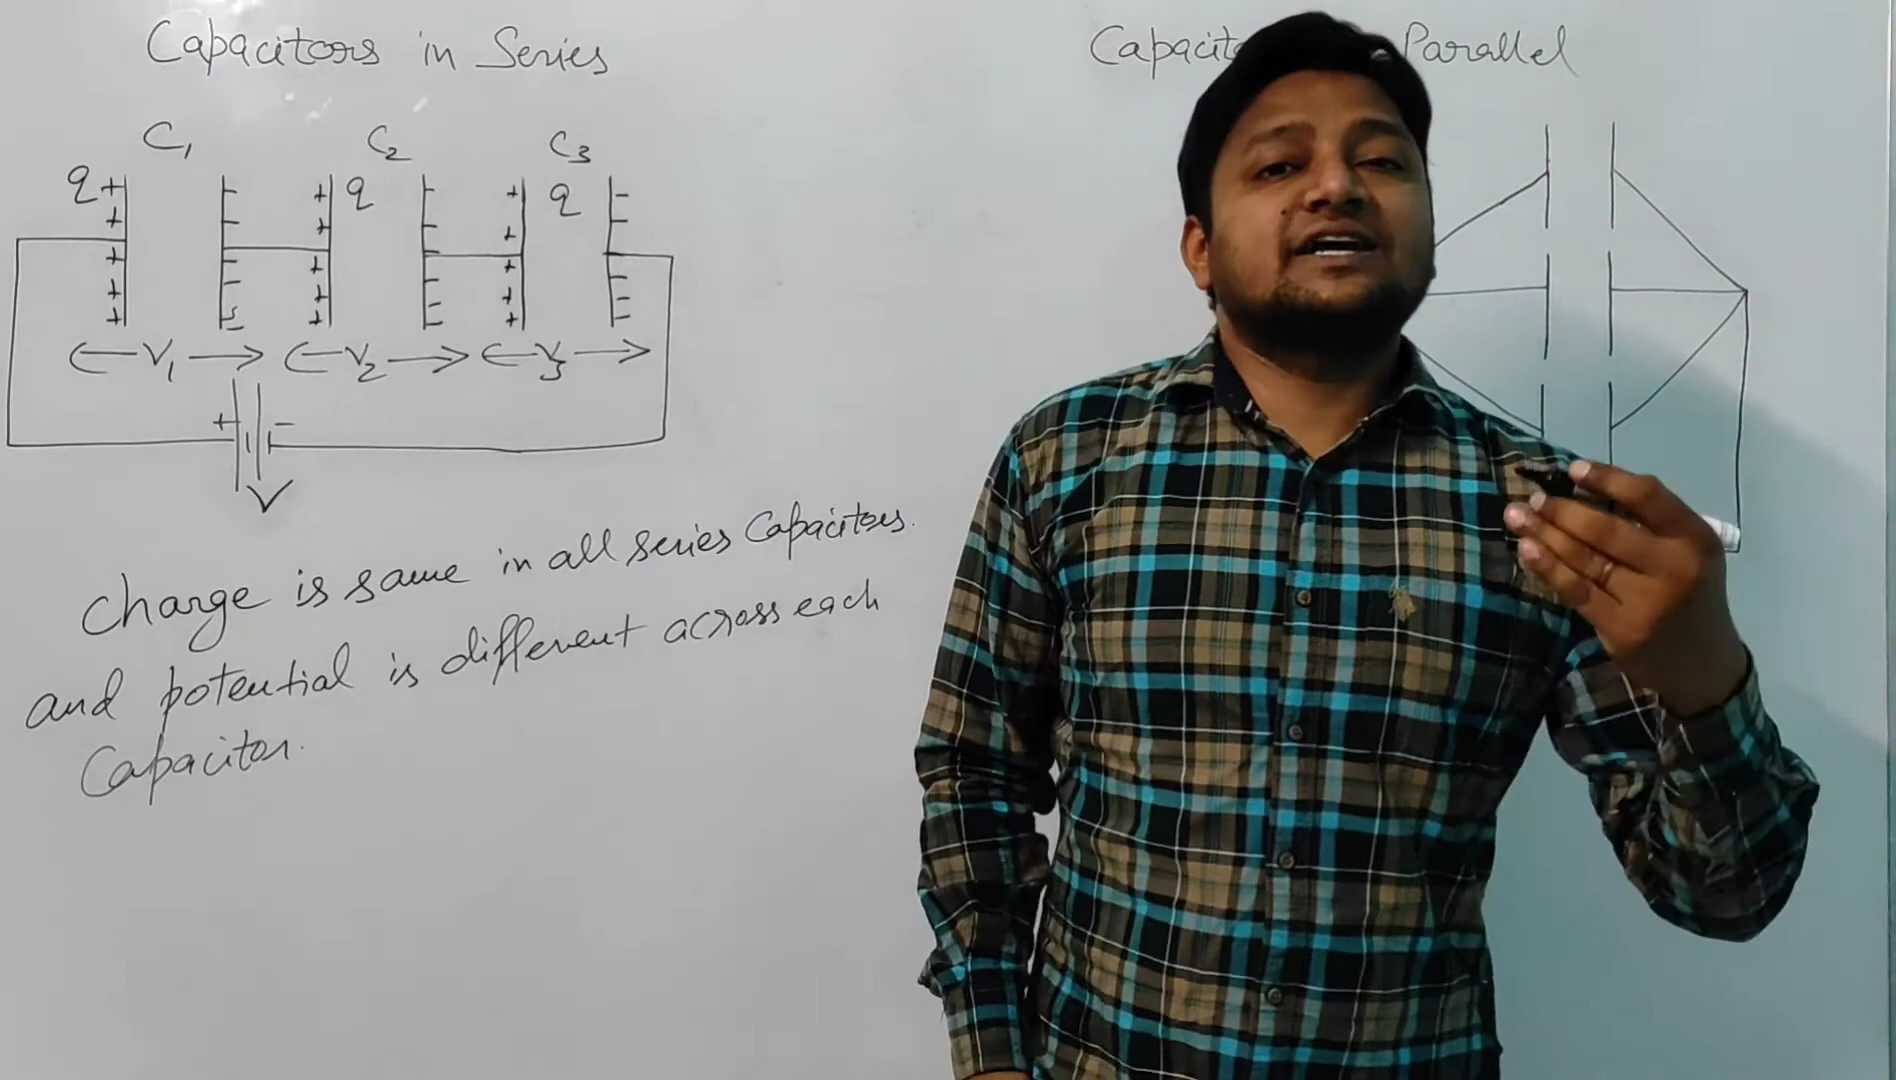 Capacitors in Series
C1 C2 C3
q + + q + q -
← V1 → ← V2 → ← V3 →
+ -
V
Charge is same in all series Capacitors.
and potential is different across each
Capacitor.
Parallel